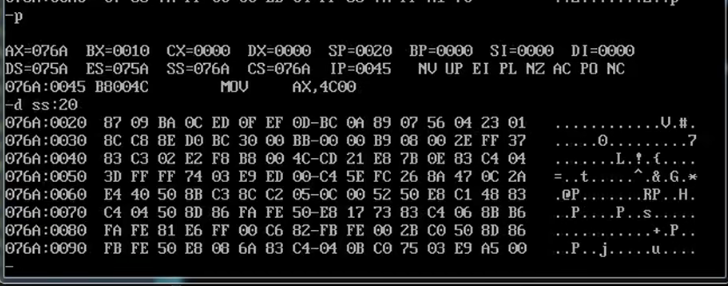 -p
AX=076A BX=0010 CX=0000 DX=0000 SP=0020 BP=0000 SI=0000 DI=0000
DS=075A ES=075A SS=076A CS=076A IP=0045 NV UP EI PL NZ AC PO NC
076A:0045 B8004C MOV AX,4C00
-d ss:20
076A:0020 87 09 BA 0C ED 0F EF 0D-BC 0A 89 07 56 04 23 01 ............V.#.
076A:0030 8C C8 8E D0 BC 30 00 BB-00 00 B9 08 00 2E FF 37 .....0.........7
076A:0040 83 C3 02 E2 F8 B8 00 4C-CD 21 E8 7B 0E 83 C4 04 .......L.!.{....
076A:0050 3D FF FF 74 03 E9 ED 00-C4 5E FC 26 8A 47 0C 2A =..t.....^.&.G.*
076A:0060 E4 40 50 8B C3 8C C2 05-0C 00 52 50 E8 C1 48 83 .@P.......RP..H.
076A:0070 C4 04 50 8D 86 FA FE 50-E8 17 73 83 C4 06 8B B6 ..P....P..s.....
076A:0080 FA FE 81 E6 FF 00 C6 82-FB FE 00 2B C0 50 8D 86 ...........+.P..
076A:0090 FB FE 50 E8 08 6A 83 C4-04 0B C0 75 03 E9 A5 00 ..P..j.....u....
-